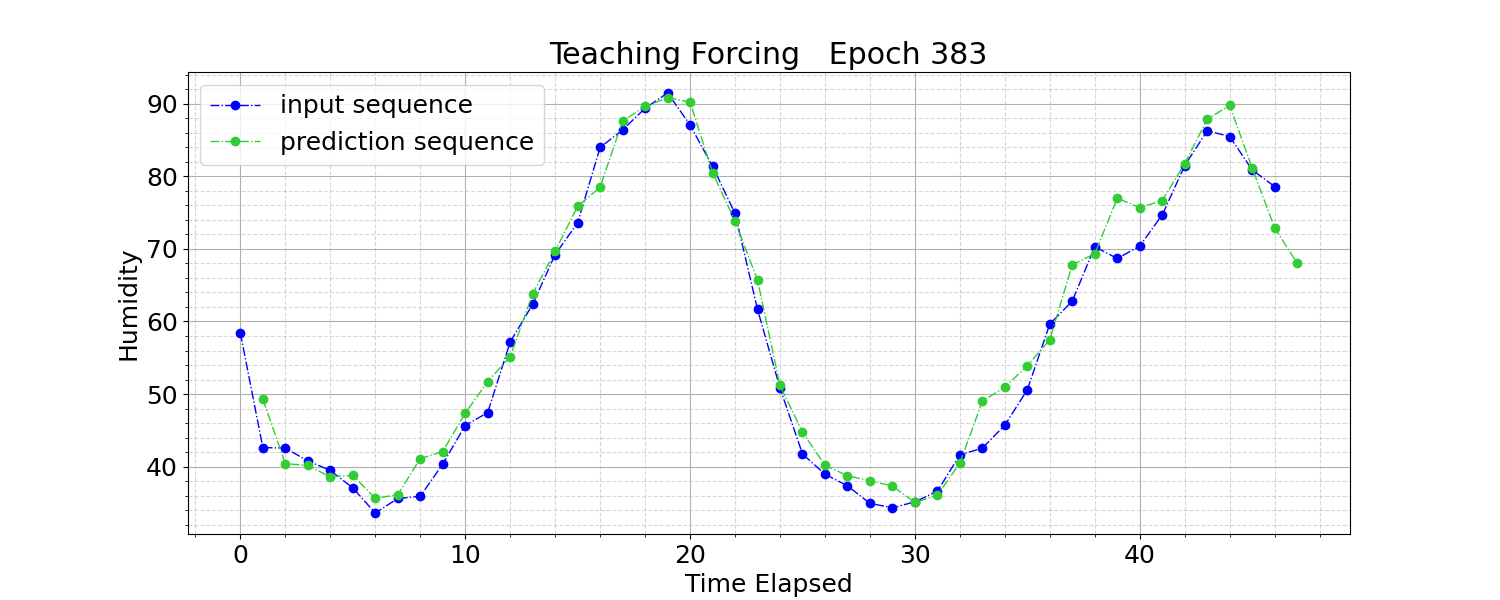 Teaching Forcing   Epoch 383
input sequence
prediction sequence
Humidity
90
80
70
60
50
40
0 10 20 30 40
Time Elapsed